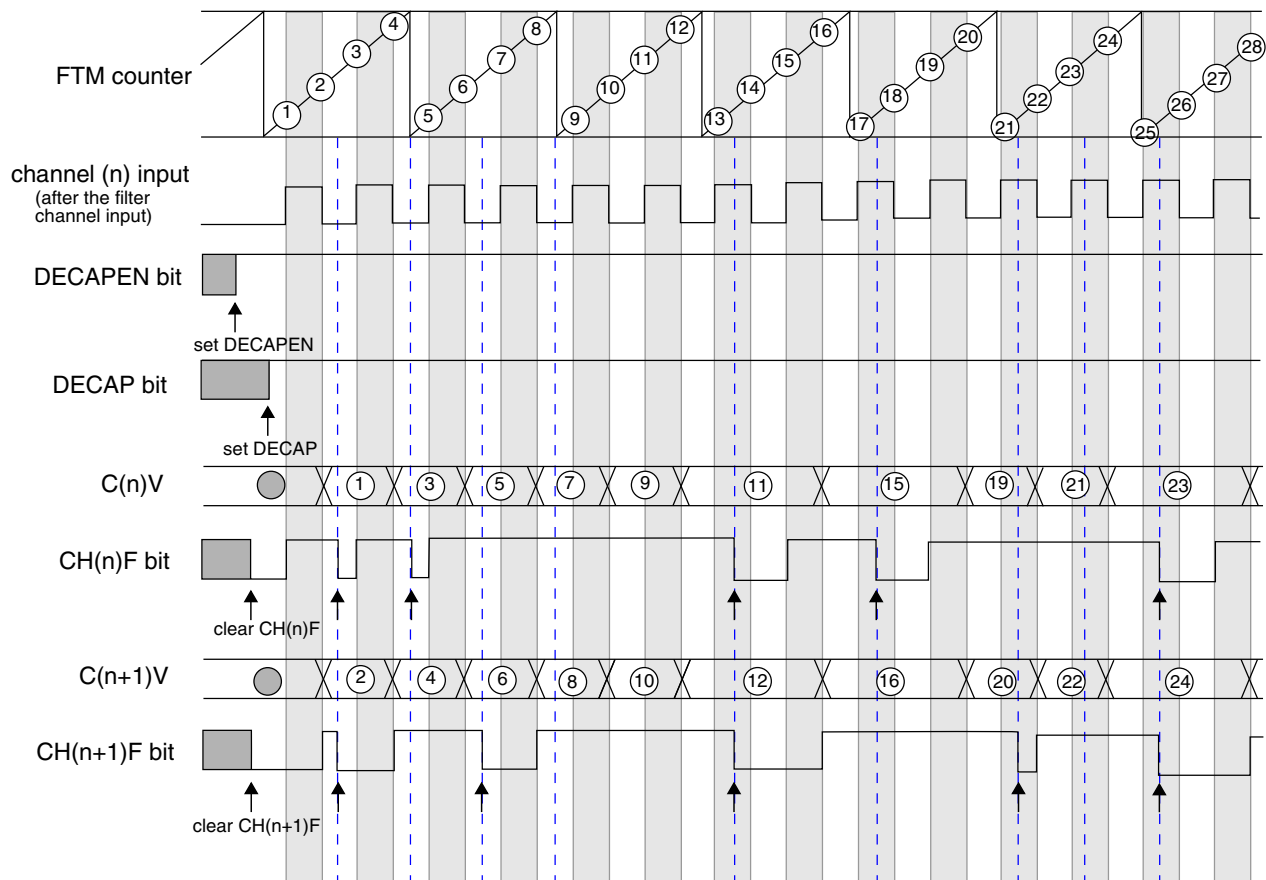 FTM counter
1 2 3 4 5 6 7 8 9 10 11 12 13 14 15 16 17 18 19 20 21 22 23 24 25 26 27 28
channel (n) input
(after the filter
channel input)
DECAPEN bit
set DECAPEN
DECAP bit
set DECAP
C(n)V
1 3 5 7 9 11 15 19 21 23
CH(n)F bit
clear CH(n)F
C(n+1)V
2 4 6 8 10 12 16 20 22 24
CH(n+1)F bit
clear CH(n+1)F